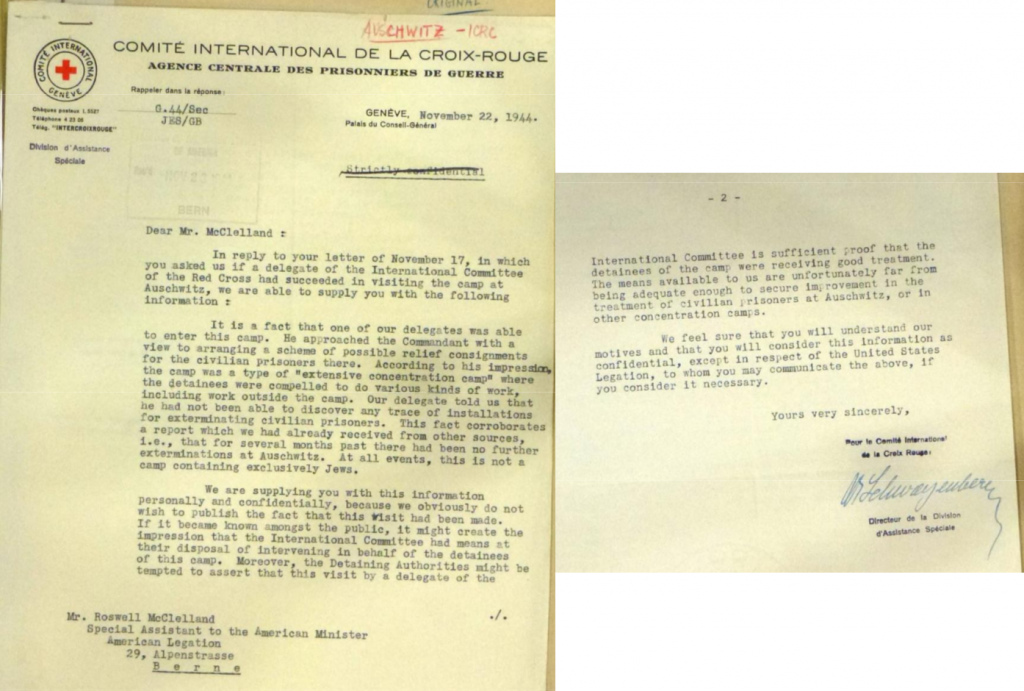 ORIGINAL.
AUSCHWITZ - ICRC
COMITÉ INTERNATIONAL GENÈVE
COMITÉ INTERNATIONAL DE LA CROIX-ROUGE
AGENCE CENTRALE DES PRISONNIERS DE GUERRE
Rappeler dans la réponse:
G.44/Sec
JES/GB
Chèques postaux
Téléphone 4 23 05
Télég. "INTERCROIXROUGE"
Division d'Assistance
Spéciale
GENÈVE, November 22, 1944.
Palais du Conseil-Général
Strictly confidential
BERN
Dear Mr. McClelland :
In reply to your letter of November 17, in which
you asked us if a delegate of the International Committee
of the Red Cross had succeeded in visiting the camp at
Auschwitz, we are able to supply you with the following
information :
It is a fact that one of our delegates was able
to enter this camp. He approached the Commandant with a
view to arranging a scheme of possible relief consignments
for the civilian prisoners there. According to his impression,
the camp was a type of "extensive concentration camp" where
the detainees were compelled to do various kinds of work,
including work outside the camp. Our delegate told us that
he had not been able to discover any trace of installations
for exterminating civilian prisoners. This fact corroborates
a report which we had already received from other sources,
i.e., that for several months past there had been no further
exterminations at Auschwitz. At all events, this is not a
camp containing exclusively Jews.
We are supplying you with this information
personally and confidentially, because we obviously do not
wish to publish the fact that this visit had been made.
If it became known amongst the public, it might create the
impression that the International Committee had means at
their disposal of intervening in behalf of the detainees
of this camp. Moreover, the Detaining Authorities might be
tempted to assert that this visit by a delegate of the
./.
Mr. Roswell McClelland
Special Assistant to the American Minister
American Legation
29, Alpenstrasse
B e r n e
- 2 -
International Committee is sufficient proof that the
detainees of the camp were receiving good treatment.
The means available to us are unfortunately far from
being adequate enough to secure improvement in the
treatment of civilian prisoners at Auschwitz, or in
other concentration camps.
We feel sure that you will understand our
motives and that you will consider this information as
confidential, except in respect of the United States
Legation, to whom you may communicate the above, if
you consider it necessary.
Yours very sincerely,
Pour le Comité International
de la Croix Rouge:
Schwarzenberg
Directeur de la Division
d'Assistance Spéciale